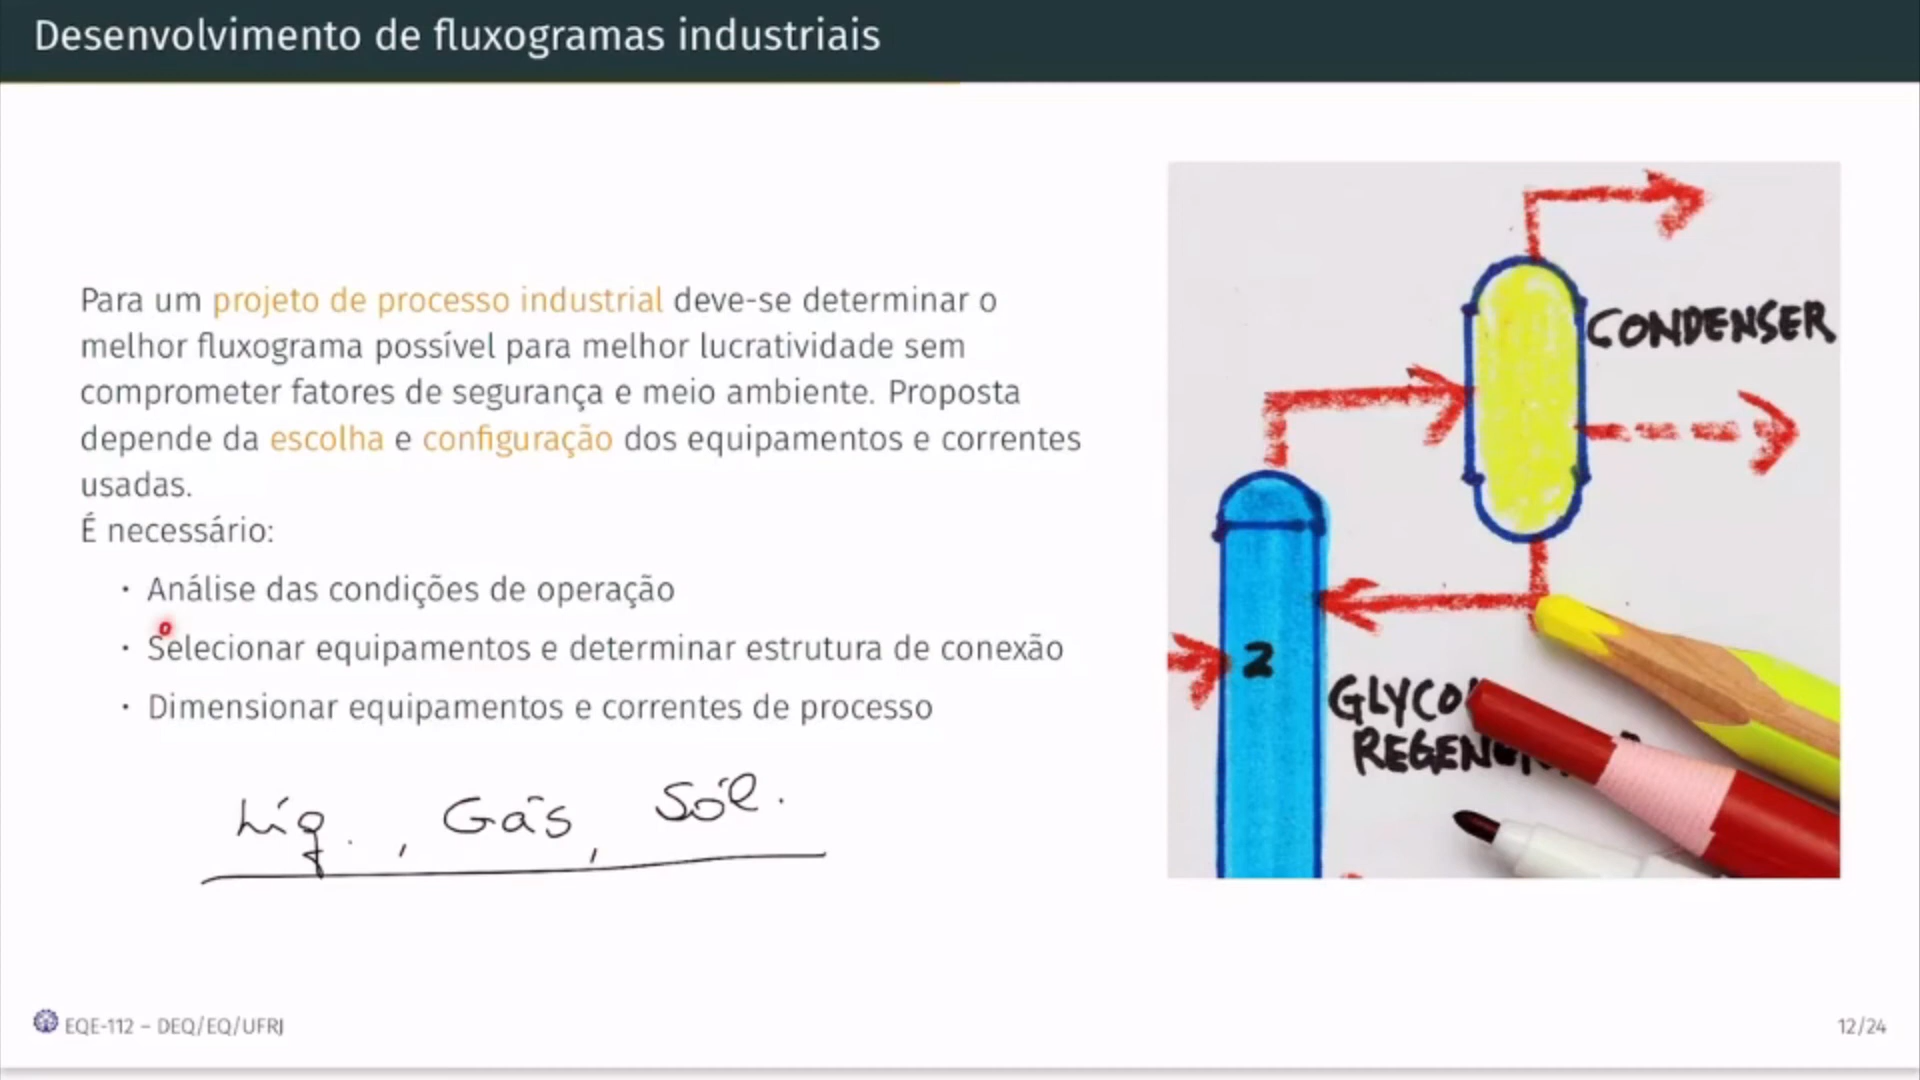 Desenvolvimento de fluxogramas industriais
Para um projeto de processo industrial deve-se determinar o
melhor fluxograma possível para melhor lucratividade sem
comprometer fatores de segurança e meio ambiente. Proposta
depende da escolha e configuração dos equipamentos e correntes
usadas.
É necessário:
· Análise das condições de operação
· Selecionar equipamentos e determinar estrutura de conexão
· Dimensionar equipamentos e correntes de processo
Líq., Gás, Sól.
CONDENSER
2
GLYCO
REGEN
EQE-112 – DEQ/EQ/UFRJ
12/24